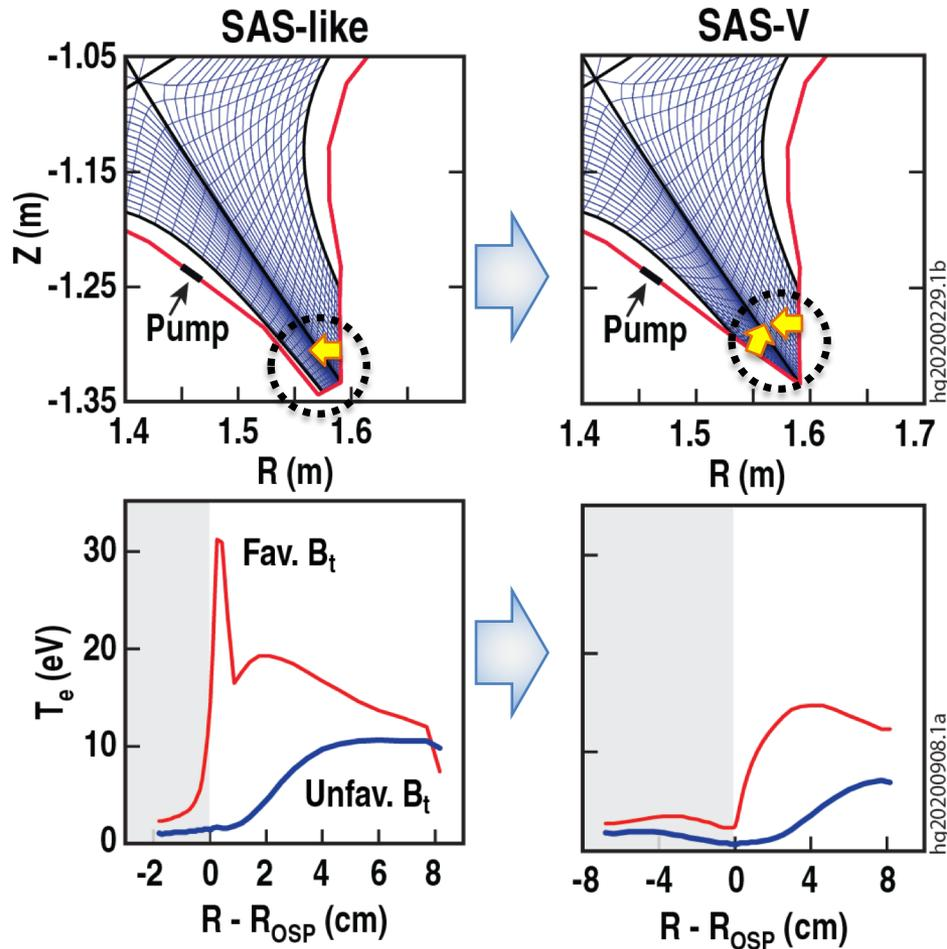 SAS-like
SAS-V
-1.05
-1.15
-1.25
-1.35
Z (m)
Pump
1.4 1.5 1.6
R (m)
Pump
1.4 1.5 1.6 1.7
R (m)
hq20200229.1b
30
20
10
0
Te (eV)
Fav. Bt
Unfav. Bt
-2 0 2 4 6 8
R - ROSP (cm)
-8 -4 0 4 8
R - ROSP (cm)
hq20200908.1a